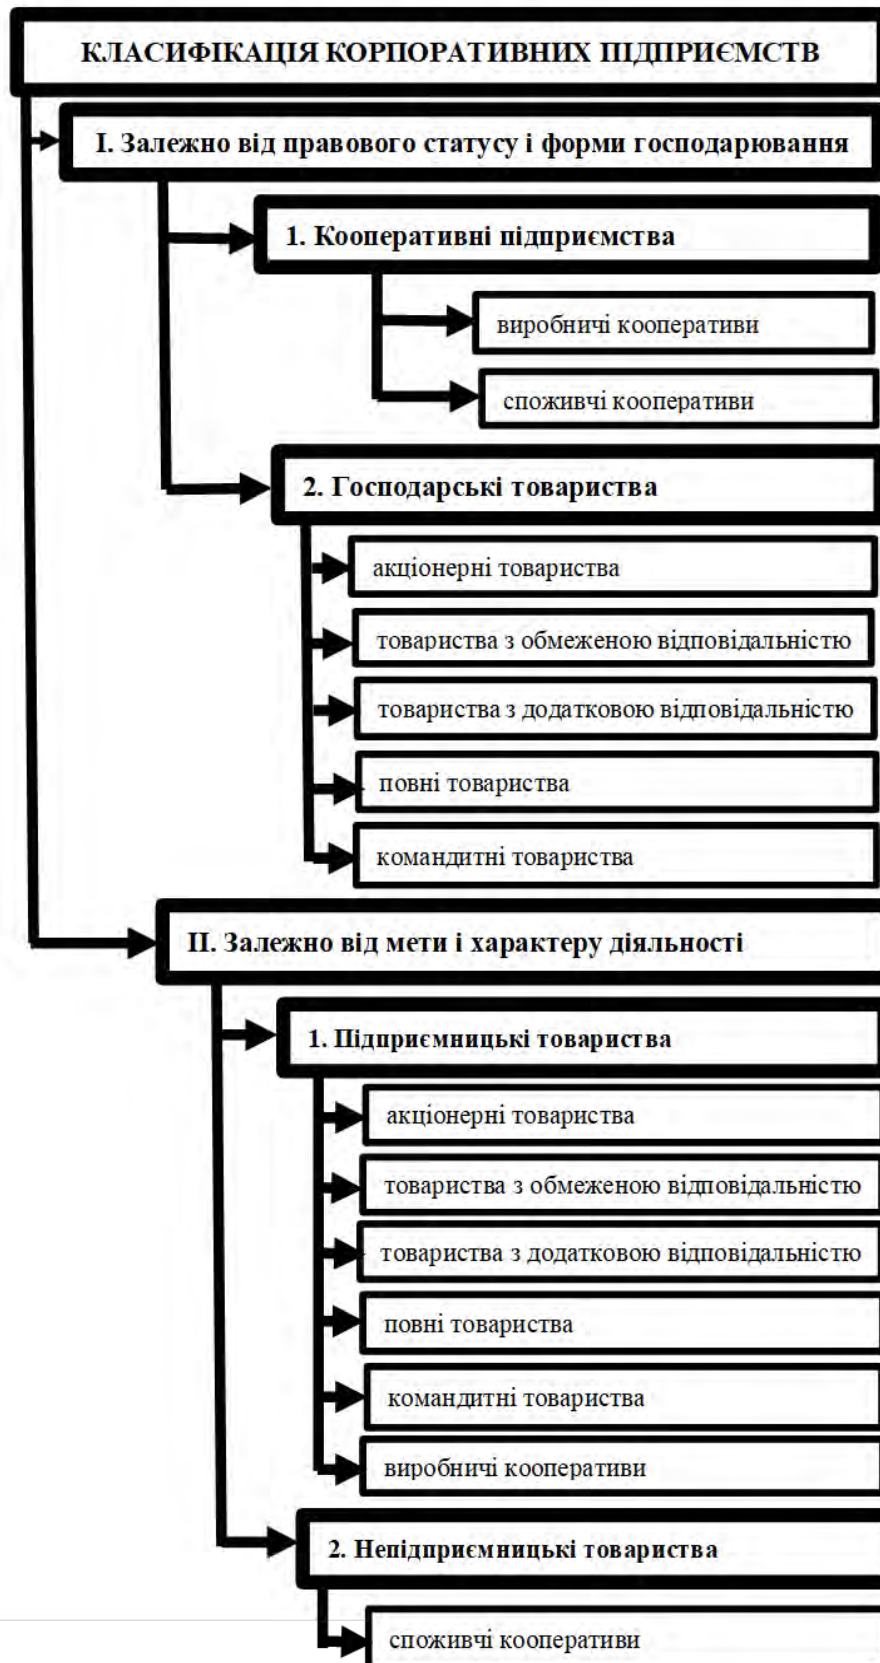 КЛАСИФІКАЦІЯ КОРПОРАТИВНИХ ПІДПРИЄМСТВ
І. Залежно від правового статусу і форми господарювання
1. Кооперативні підприємства
виробничі кооперативи
споживчі кооперативи
2. Господарські товариства
акціонерні товариства
товариства з обмеженою відповідальністю
товариства з додатковою відповідальністю
повні товариства
командитні товариства
ІІ. Залежно від мети і характеру діяльності
1. Підприємницькі товариства
акціонерні товариства
товариства з обмеженою відповідальністю
товариства з додатковою відповідальністю
повні товариства
командитні товариства
виробничі кооперативи
2. Непідприємницькі товариства
споживчі кооперативи